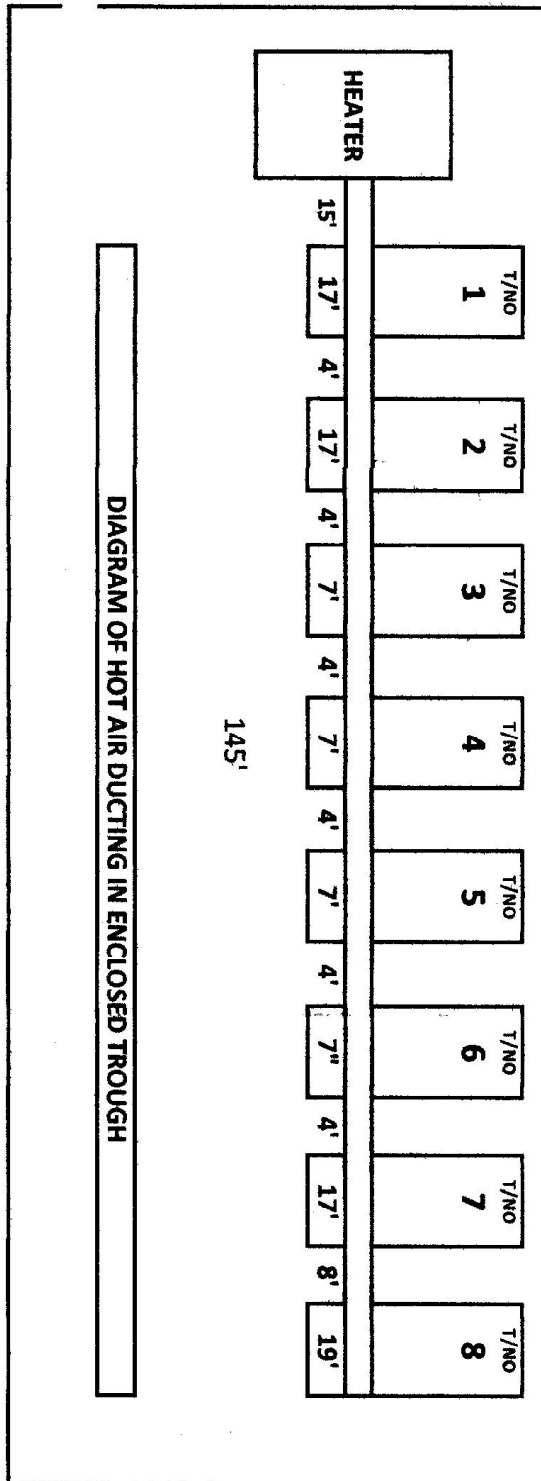 T/NO T/NO T/NO T/NO T/NO T/NO T/NO T/NO
1 2 3 4 5 6 7 8
HEATER
15' 17' 4' 17' 4' 7' 4' 7' 4' 7' 4' 7" 4' 17' 8' 19'
145'
DIAGRAM OF HOT AIR DUCTING IN ENCLOSED TROUGH